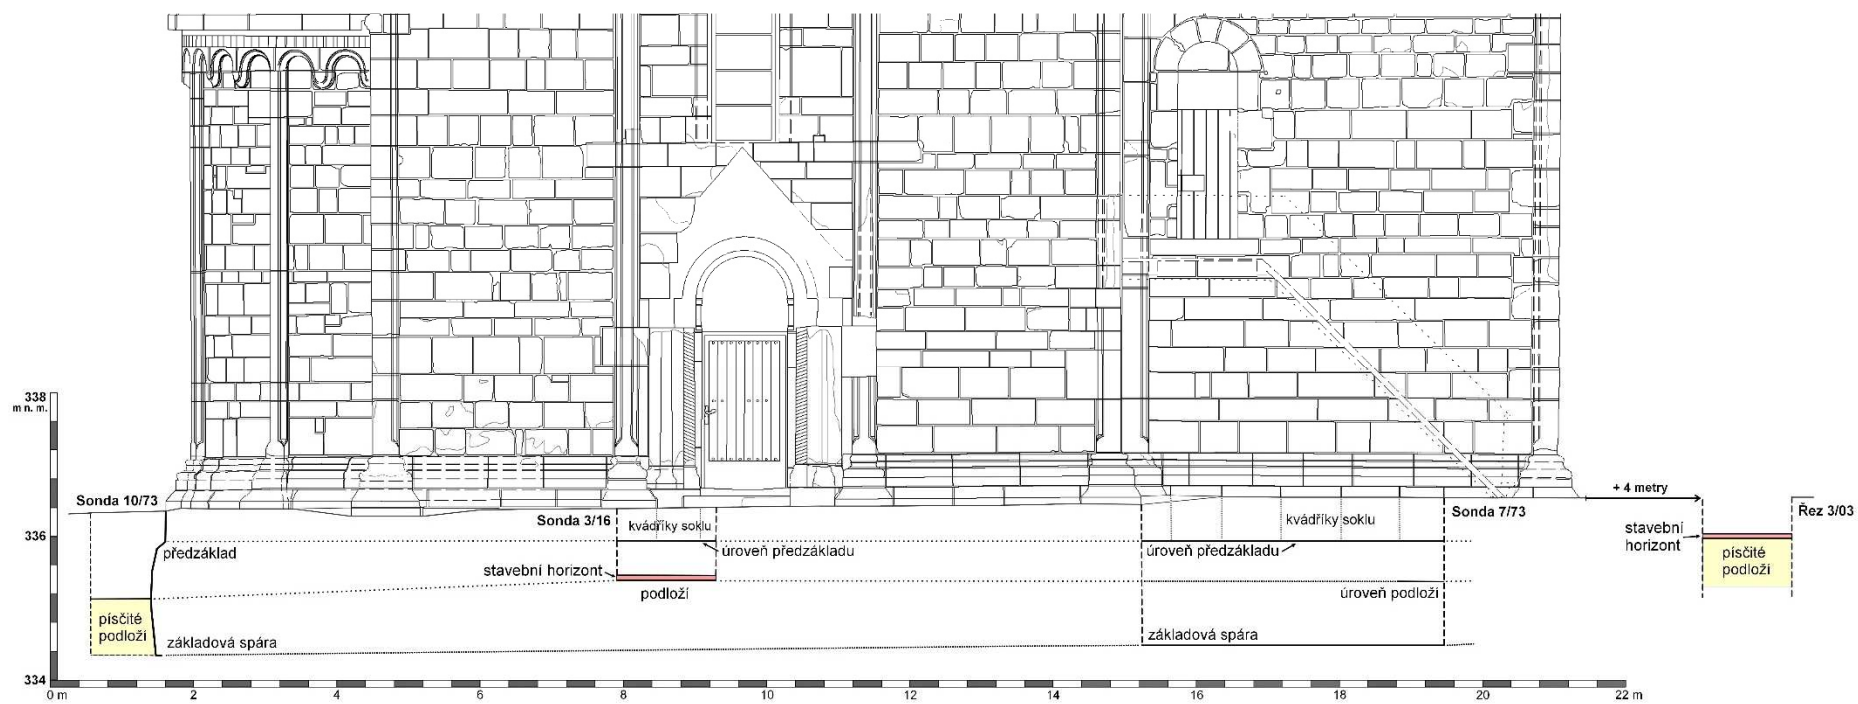 338
m n. m.
336
334
Sonda 10/73
předzáklad
písčité
podloží
základová spára
Sonda 3/16
kvádříky soklu
úroveň předzákladu
stavební horizont
podloží
kvádříky soklu
úroveň předzákladu
úroveň podloží
základová spára
Sonda 7/73
+ 4 metry
Řez 3/03
stavební
horizont
písčité
podloží
0 m 2 4 6 8 10 12 14 16 18 20 22 m